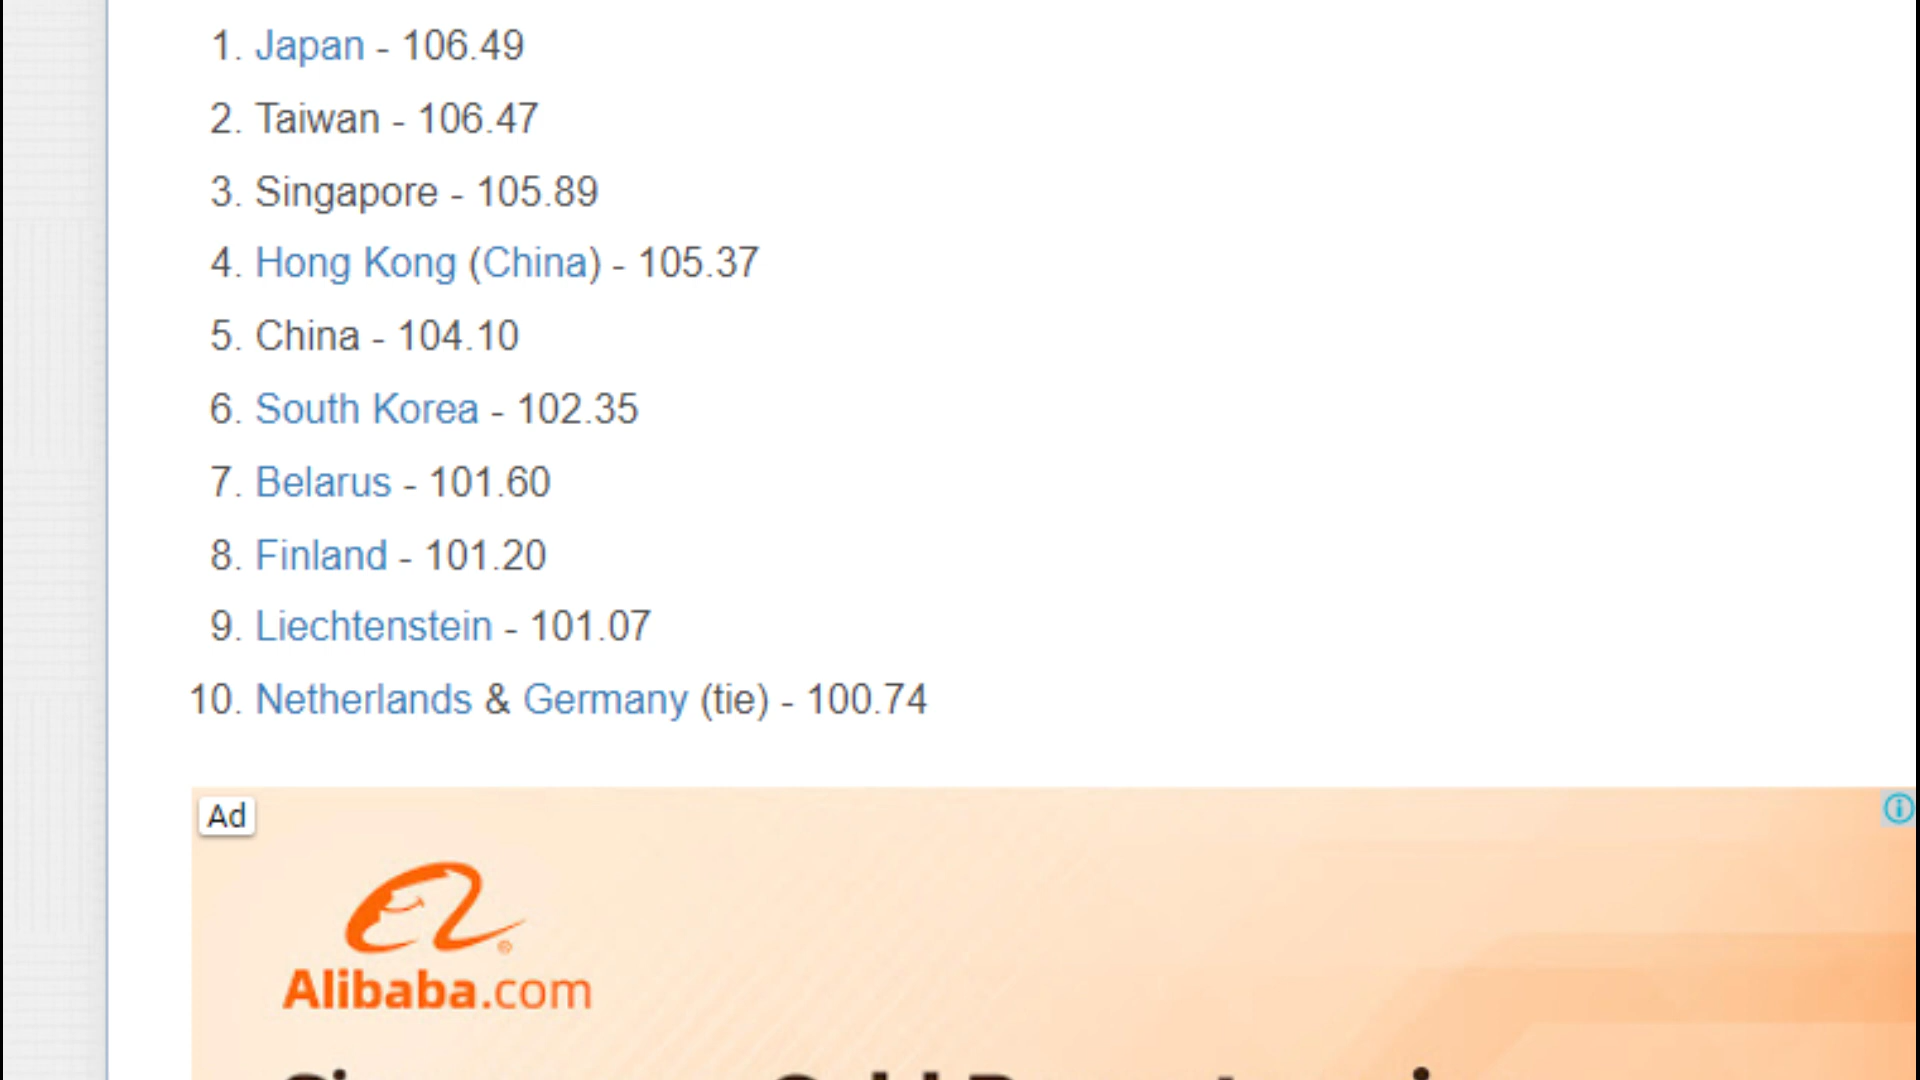 1. Japan - 106.49
2. Taiwan - 106.47
3. Singapore - 105.89
4. Hong Kong (China) - 105.37
5. China - 104.10
6. South Korea - 102.35
7. Belarus - 101.60
8. Finland - 101.20
9. Liechtenstein - 101.07
10. Netherlands & Germany (tie) - 100.74
Ad
Alibaba.com